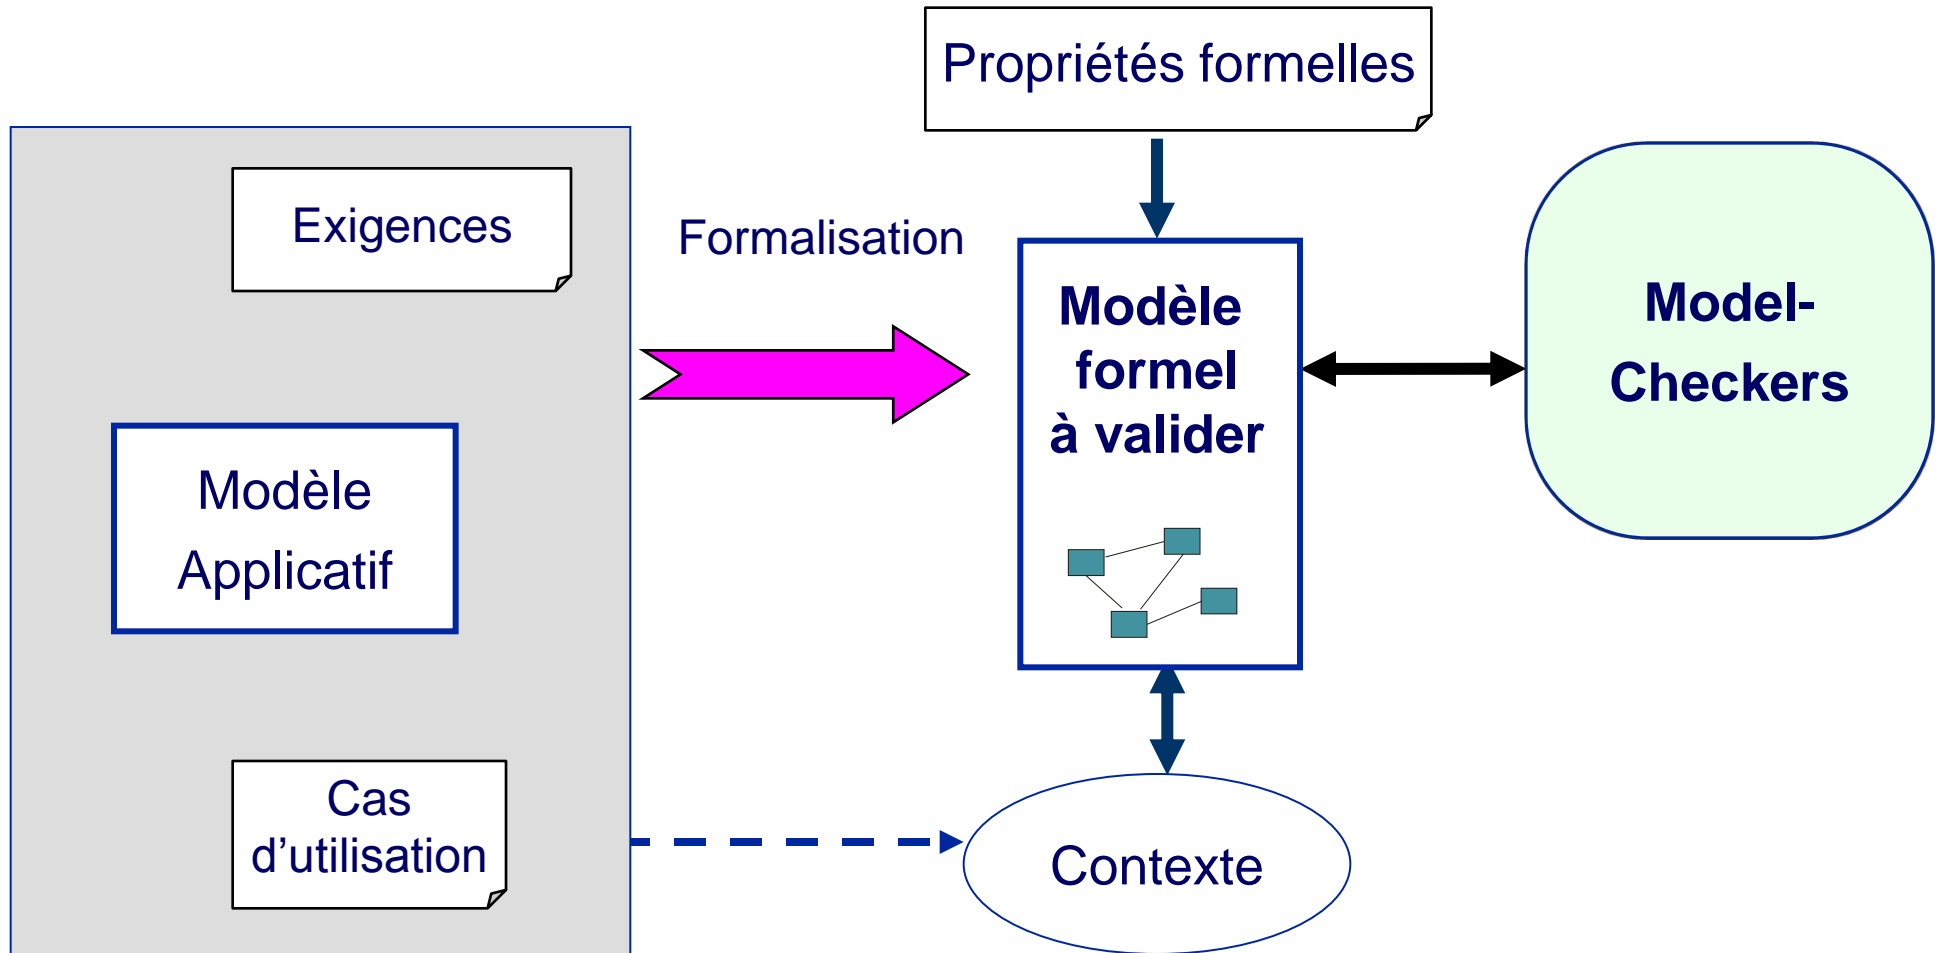 Propriétés formelles
Exigences
Formalisation
Modèle
formel
à valider
Model-
Checkers
Modèle
Applicatif
Cas
d’utilisation
Contexte